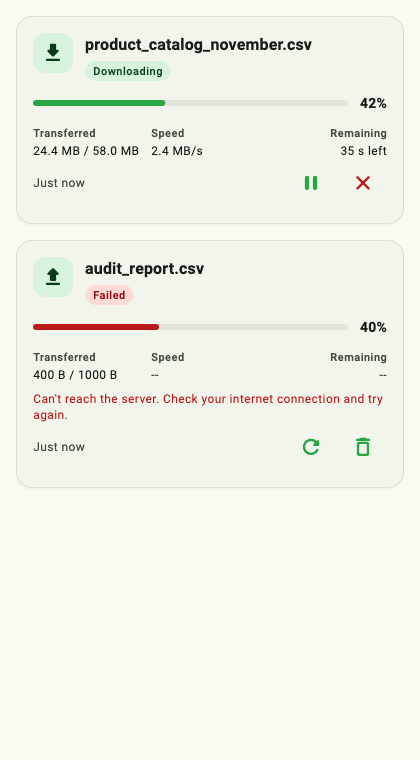 product_catalog_november.csv
Downloading
42%
Transferred Speed Remaining
24.4 MB / 58.0 MB 2.4 MB/s 35 s left
Just now
audit_report.csv
Failed
40%
Transferred Speed Remaining
400 B / 1000 B -- --
Can't reach the server. Check your internet connection and try
again.
Just now